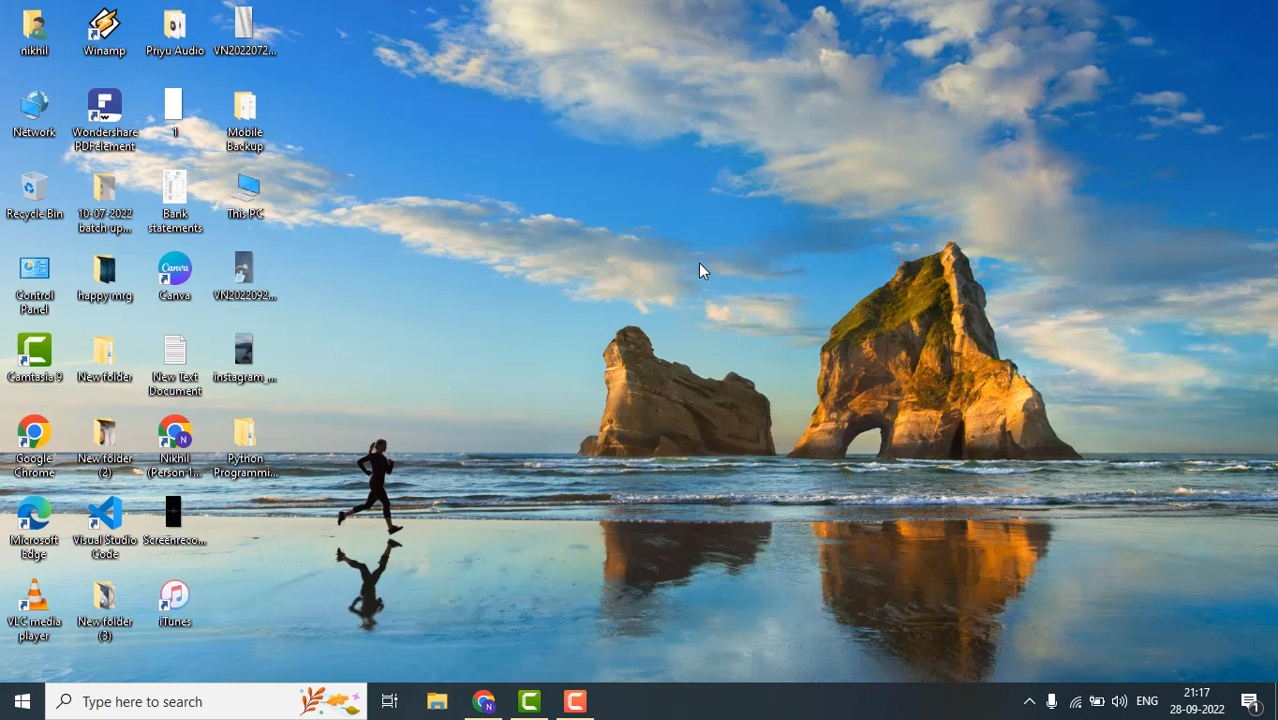 nikhil
Winamp
Priyu Audio
VN2022072...
Network
Wondershare
PDFelement
1
Mobile
Backup
Recycle Bin
10-07-2022
batch up...
Bank
statements
This PC
Control
Panel
happy mrg
Canva
VN2022092...
Camtasia 9
New folder
New Text
Document
instagram_...
Google
Chrome
New folder
(2)
Nikhil
(Person 1...
Python
Programmi...
Microsoft
Edge
Visual Studio
Code
Screenreco...
VLC media
player
New folder
(3)
iTunes
Type here to search
ENG
21:17
28-09-2022